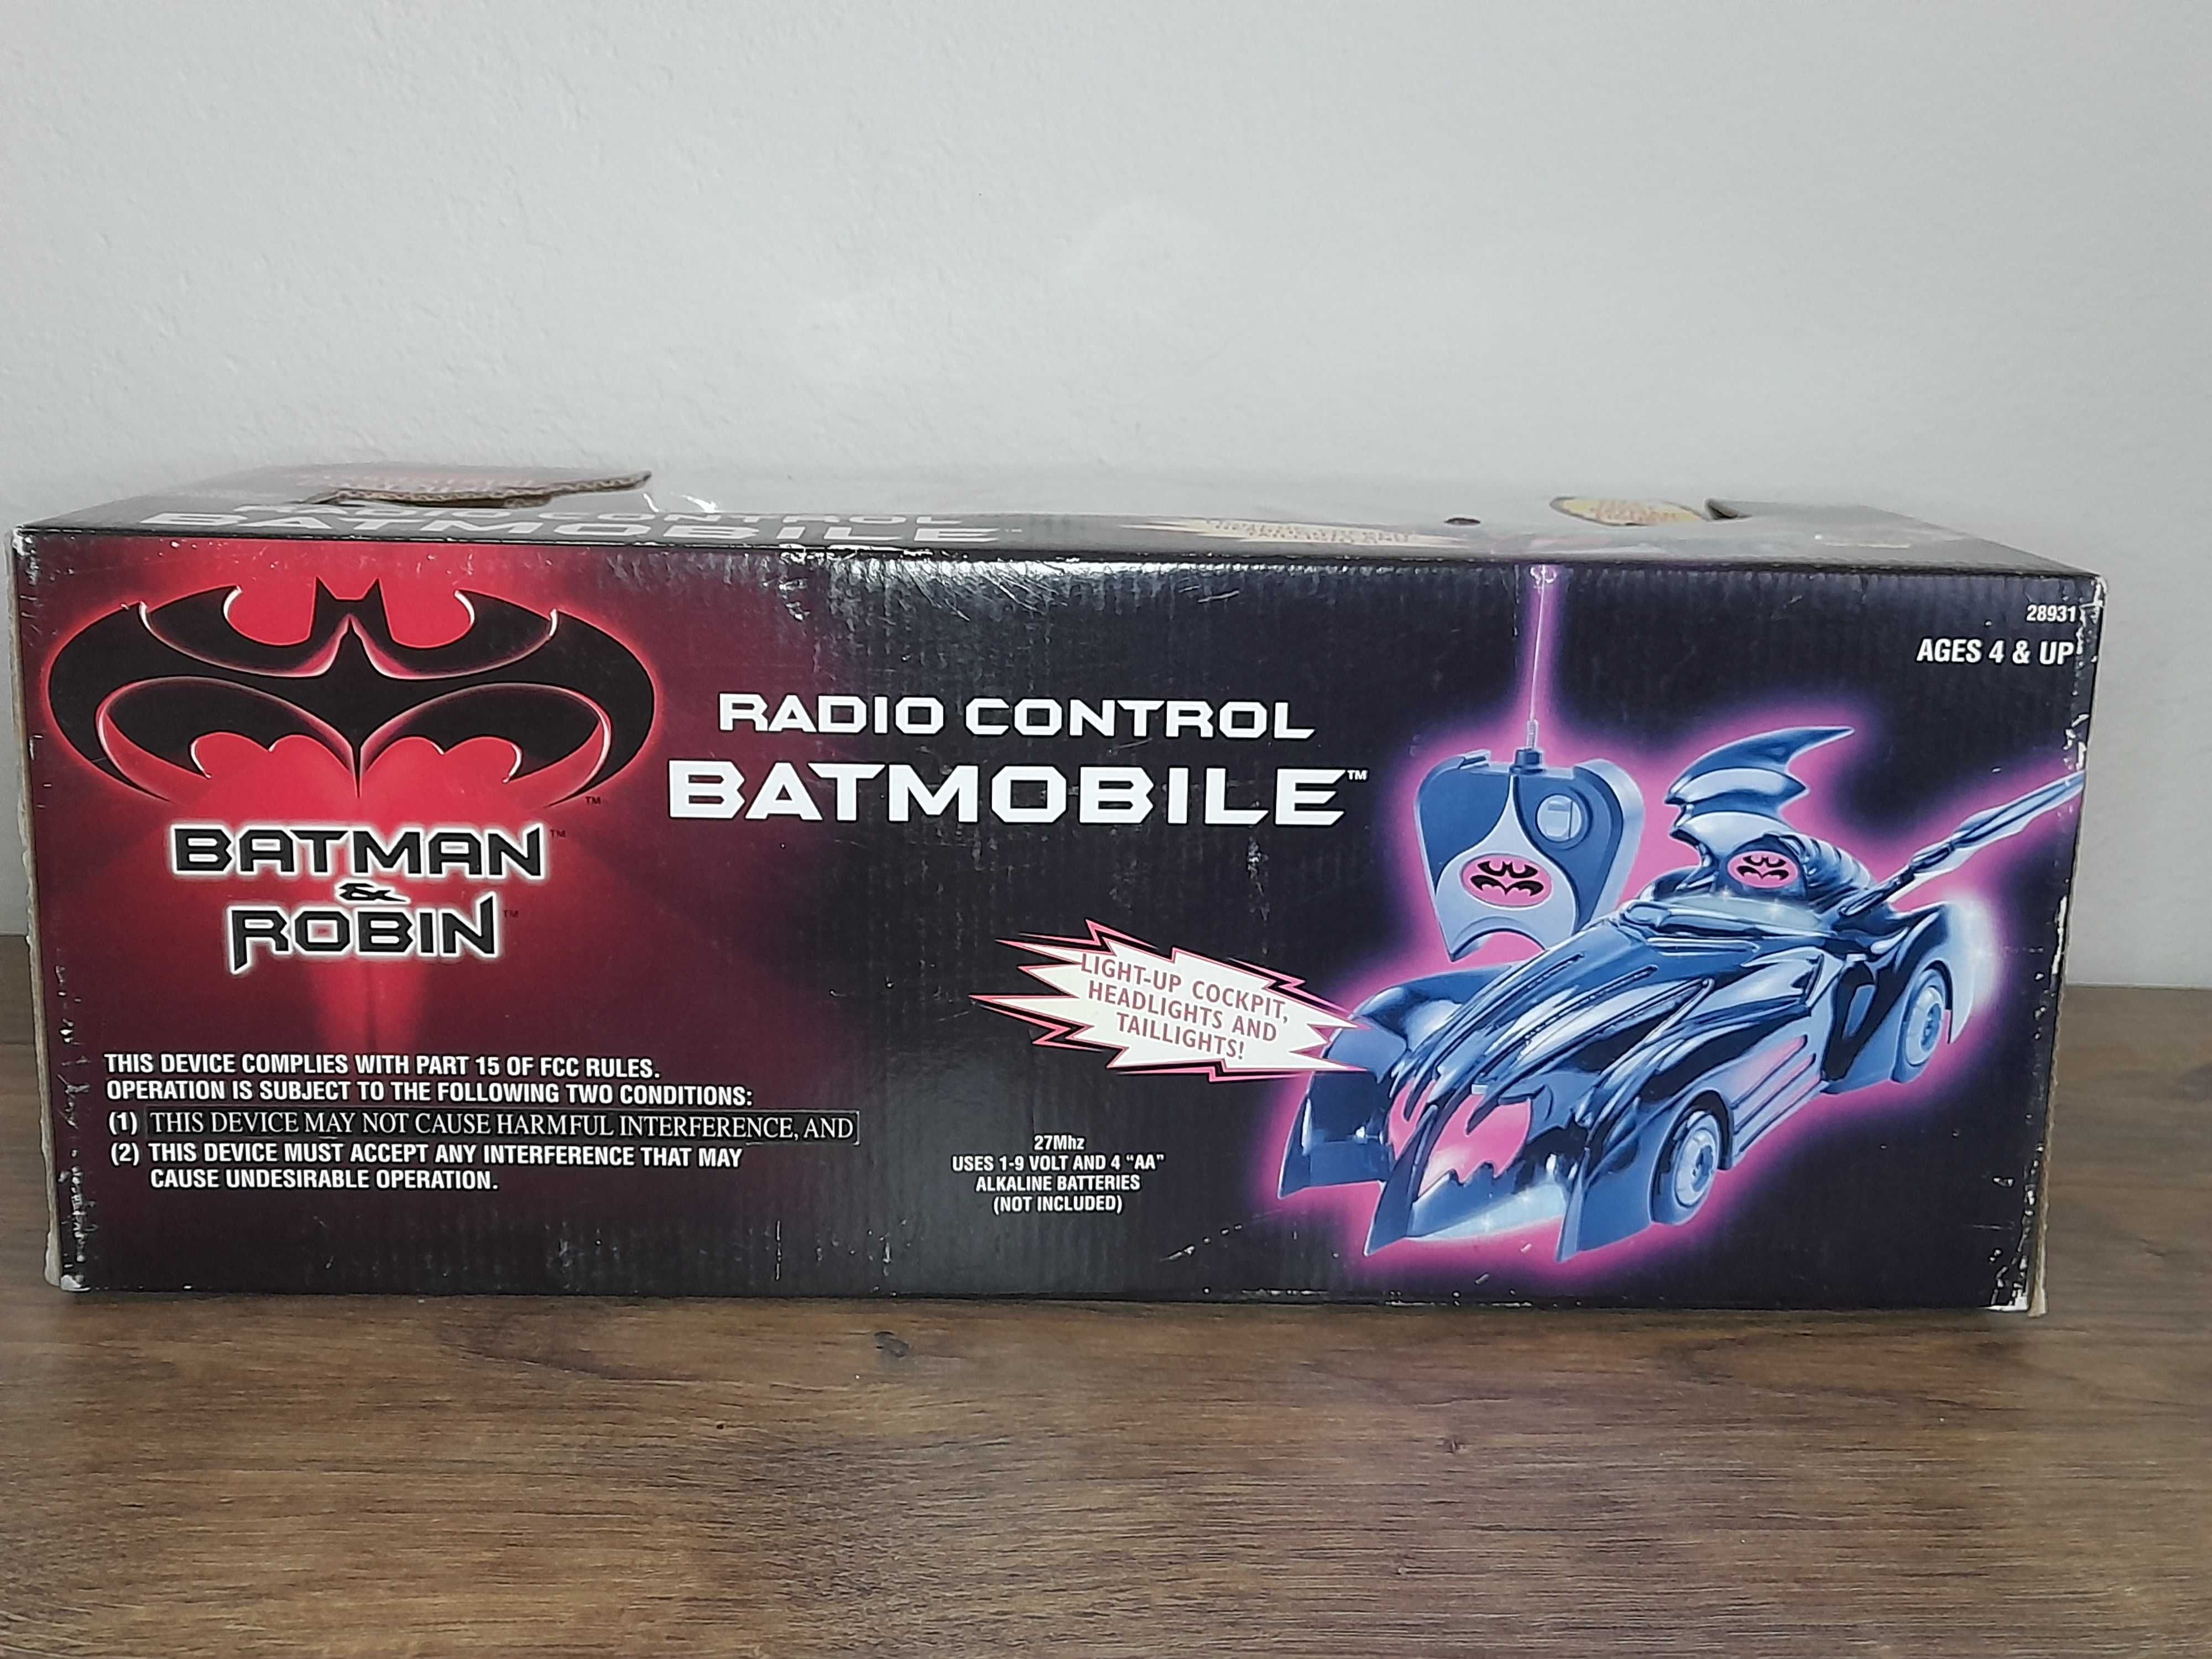 BATMOBILE
28931
AGES 4 & UP
RADIO CONTROL
BATMOBILE™
BATMAN™
&
ROBIN™
LIGHT-UP COCKPIT,
HEADLIGHTS AND
TAILLIGHTS!
THIS DEVICE COMPLIES WITH PART 15 OF FCC RULES.
OPERATION IS SUBJECT TO THE FOLLOWING TWO CONDITIONS:
(1) THIS DEVICE MAY NOT CAUSE HARMFUL INTERFERENCE, AND
(2) THIS DEVICE MUST ACCEPT ANY INTERFERENCE THAT MAY
CAUSE UNDESIRABLE OPERATION.
27Mhz
USES 1-9 VOLT AND 4 “AA”
ALKALINE BATTERIES
(NOT INCLUDED)